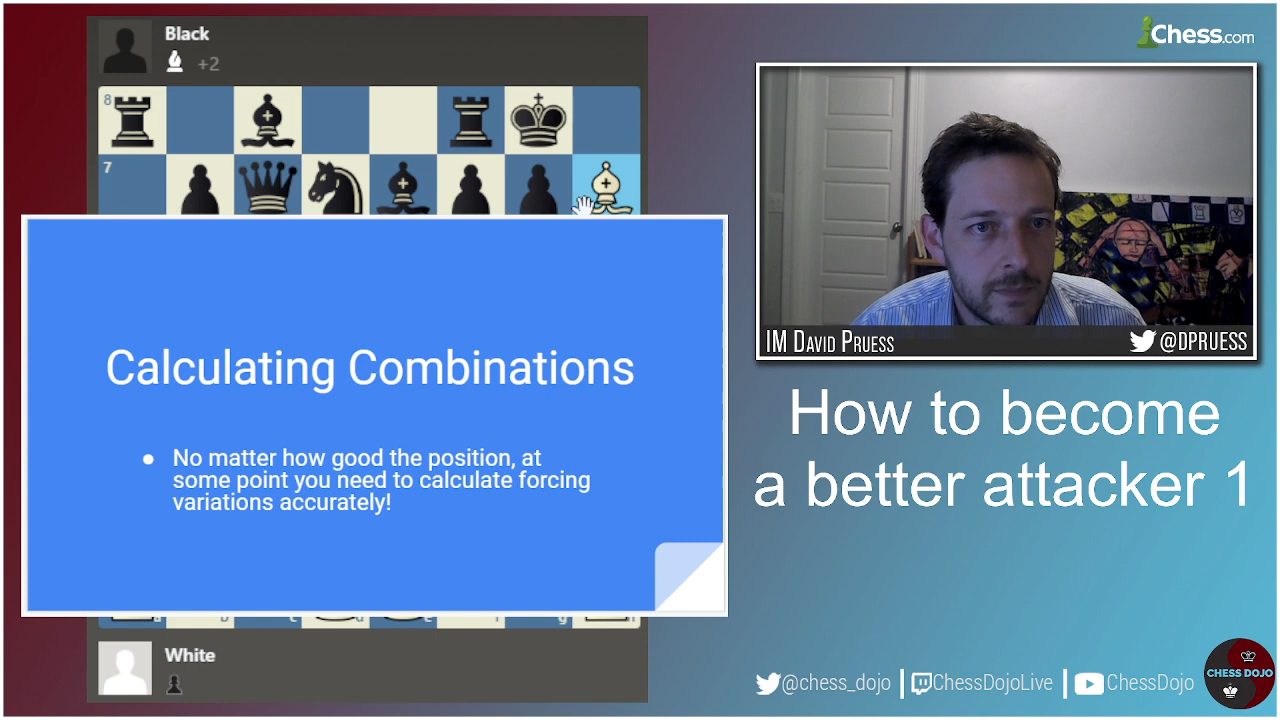 Black
+2
8
7
Calculating Combinations
• No matter how good the position, at
some point you need to calculate forcing
variations accurately!
a b c d e f g h
White
Chess.com
IM DAVID PRUESS
@DPRUESS
How to become
a better attacker 1
@chess_dojo | ChessDojoLive | ChessDojo
CHESS DOJO